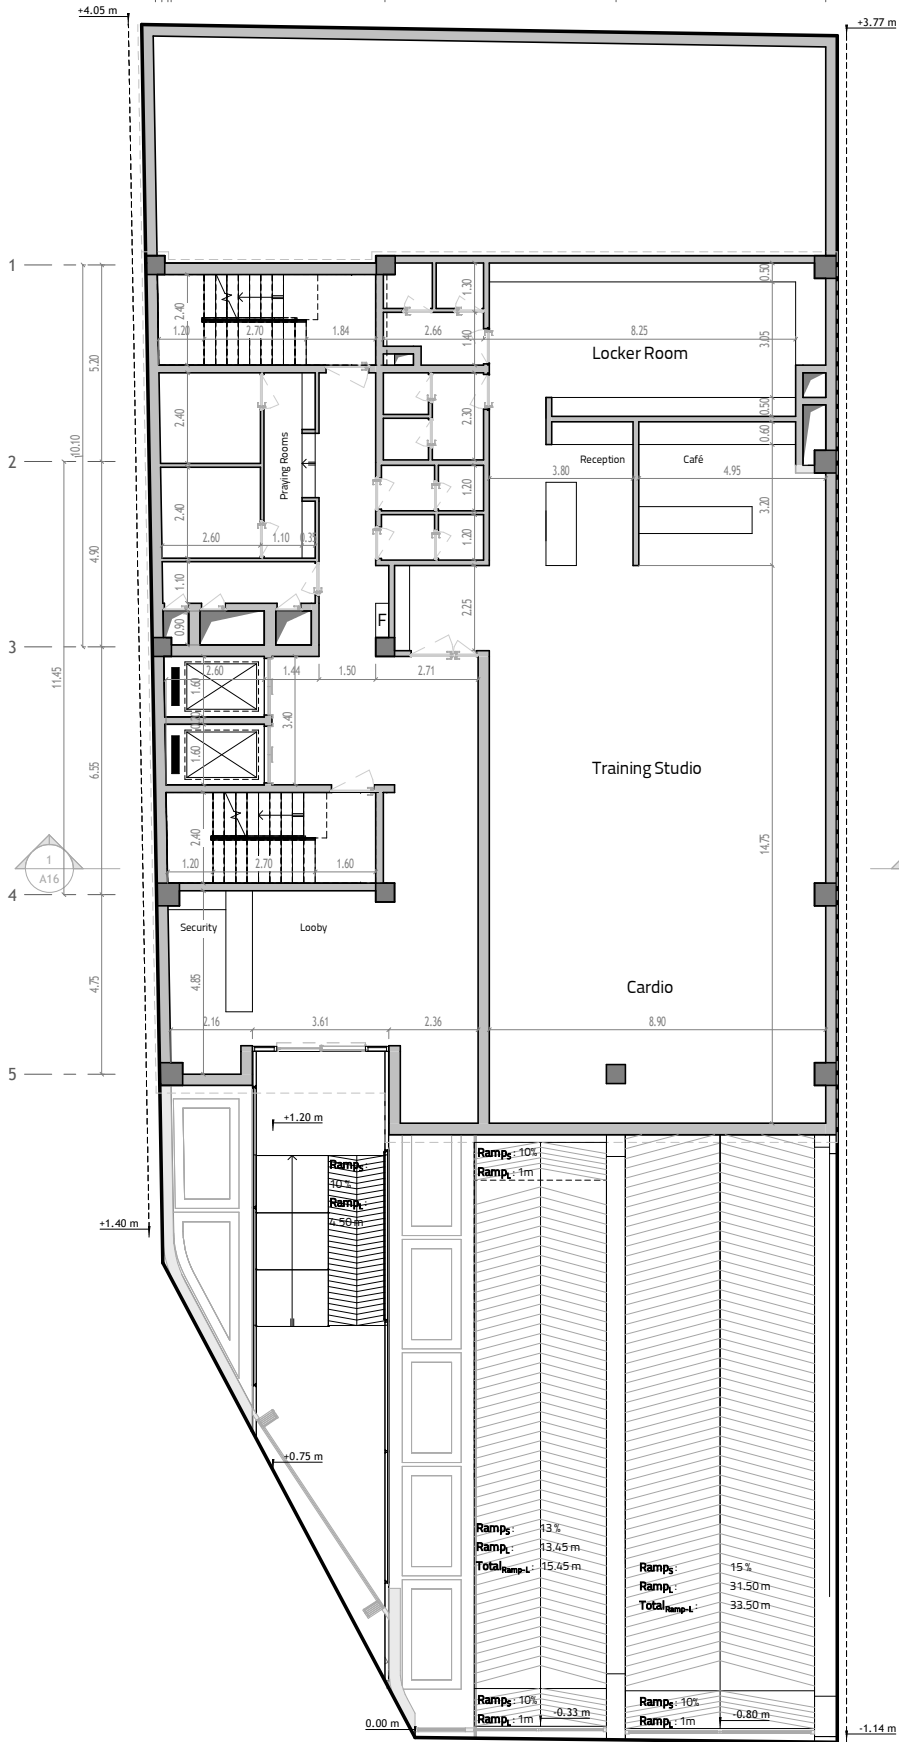 +4.05 m
+3.77 m
1
0.50
1.30
2.40
1.20
2.70
1.84
2.66
1.40
8.25
3.05
Locker Room
5.20
10.10
2.40
2.30
0.50
0.60
2
Praying Rooms
Reception
Café
3.80
4.95
1.20
3.20
2.40
2.60
1.10
1.20
4.90
1.10
2.25
0.90
F
3
11.45
2.60
1.44
1.50
2.71
1.60
3.40
1.60
6.55
Training Studio
2.40
14.75
1
A16
1.20
2.70
1.60
4
Security
Looby
4.75
4.85
Cardio
2.16
3.61
2.36
8.90
5
+1.20 m
RampS:
10 %
RampL:
4.50 m
RampS: 10%
RampL: 1m
+1.40 m
+0.75 m
RampS: 13 %
RampL: 13.45 m
TotalRamp-L: 15.45 m
RampS: 15 %
RampL: 31.50 m
TotalRamp-L: 33.50 m
RampS: 10%
RampL: 1m
-0.33 m
RampS: 10%
RampL: 1m
-0.80 m
0.00 m
-1.14 m